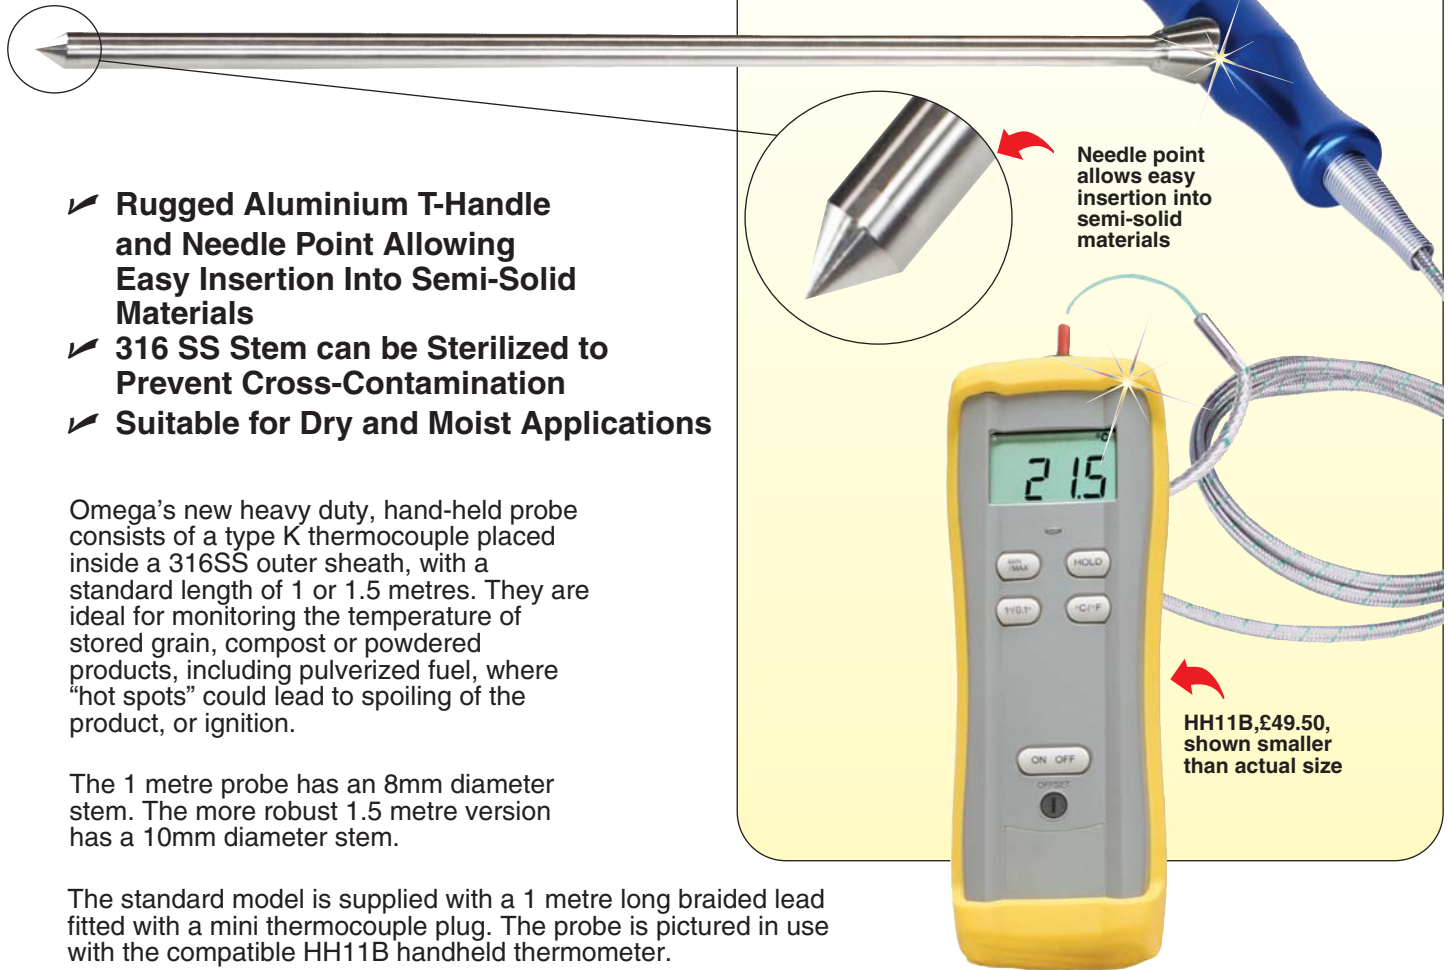 Needle point
allows easy
insertion into
semi-solid
materials
Rugged Aluminium T-Handle
and Needle Point Allowing
Easy Insertion Into Semi-Solid
Materials
316 SS Stem can be Sterilized to
Prevent Cross-Contamination
Suitable for Dry and Moist Applications
Omega’s new heavy duty, hand-held probe
consists of a type K thermocouple placed
inside a 316SS outer sheath, with a
standard length of 1 or 1.5 metres. They are
ideal for monitoring the temperature of
stored grain, compost or powdered
products, including pulverized fuel, where
“hot spots” could lead to spoiling of the
product, or ignition.
The 1 metre probe has an 8mm diameter
stem. The more robust 1.5 metre version
has a 10mm diameter stem.
The standard model is supplied with a 1 metre long braided lead
fitted with a mini thermocouple plug. The probe is pictured in use
with the compatible HH11B handheld thermometer.
21.5
MIN
/MAX
HOLD
1°/0.1°
°C/°F
ON OFF
OFFSET
HH11B,£49.50,
shown smaller
than actual size